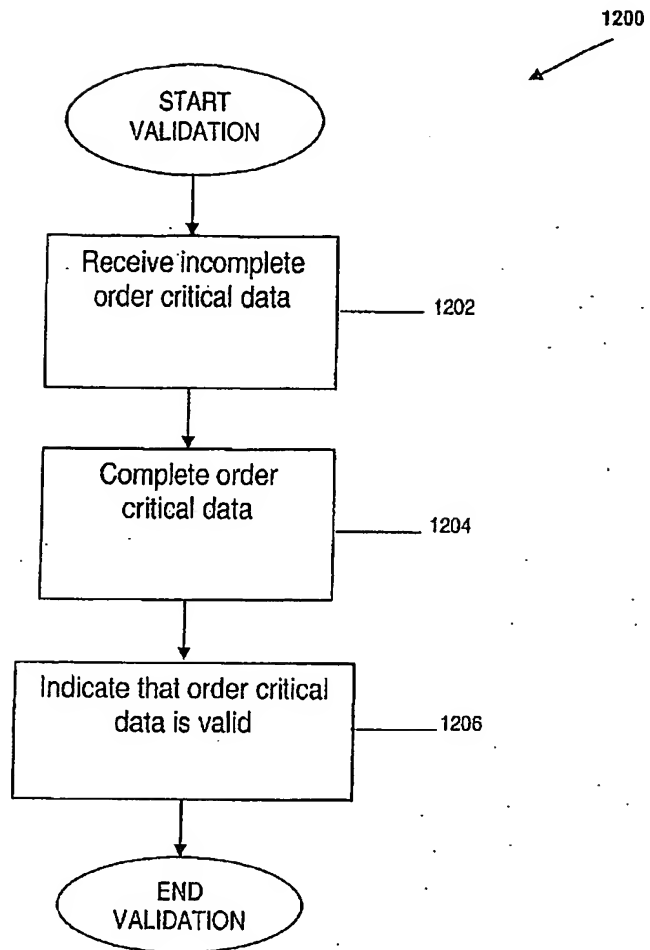 1200
START
VALIDATION
Receive incomplete
order critical data
1202
Complete order
critical data
1204
Indicate that order critical
data is valid
1206
END
VALIDATION